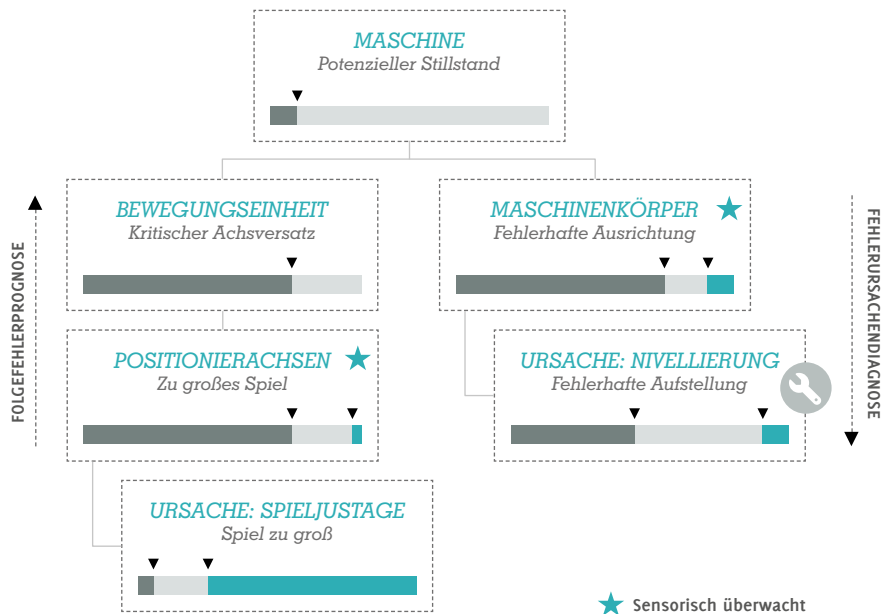 MASCHINE
Potenzieller Stillstand
BEWEGUNGSEINHEIT
Kritischer Achsversatz
MASCHINENKÖRPER
Fehlerhafte Ausrichtung
FOLGEFEHLERPROGNOSE
FEHLERURSACHENDIAGNOSE
POSITIONIERACHSEN
Zu großes Spiel
URSACHE: NIVELLIERUNG
Fehlerhafte Aufstellung
URSACHE: SPIELJUSTAGE
Spiel zu groß
Sensorisch überwacht